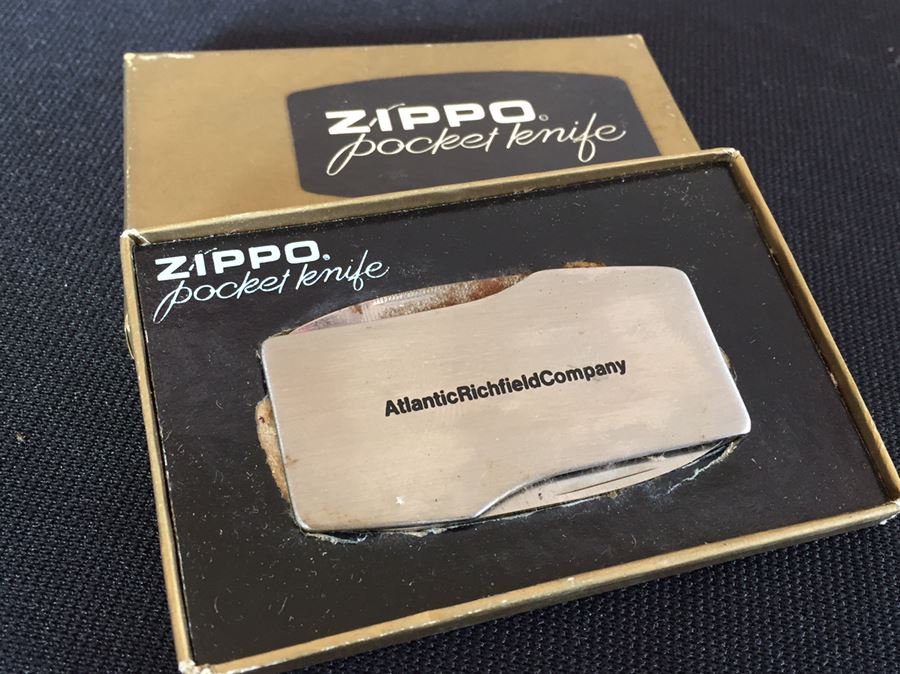 ZIPPO®
pocket knife
ZIPPO®
pocket knife
AtlanticRichfieldCompany